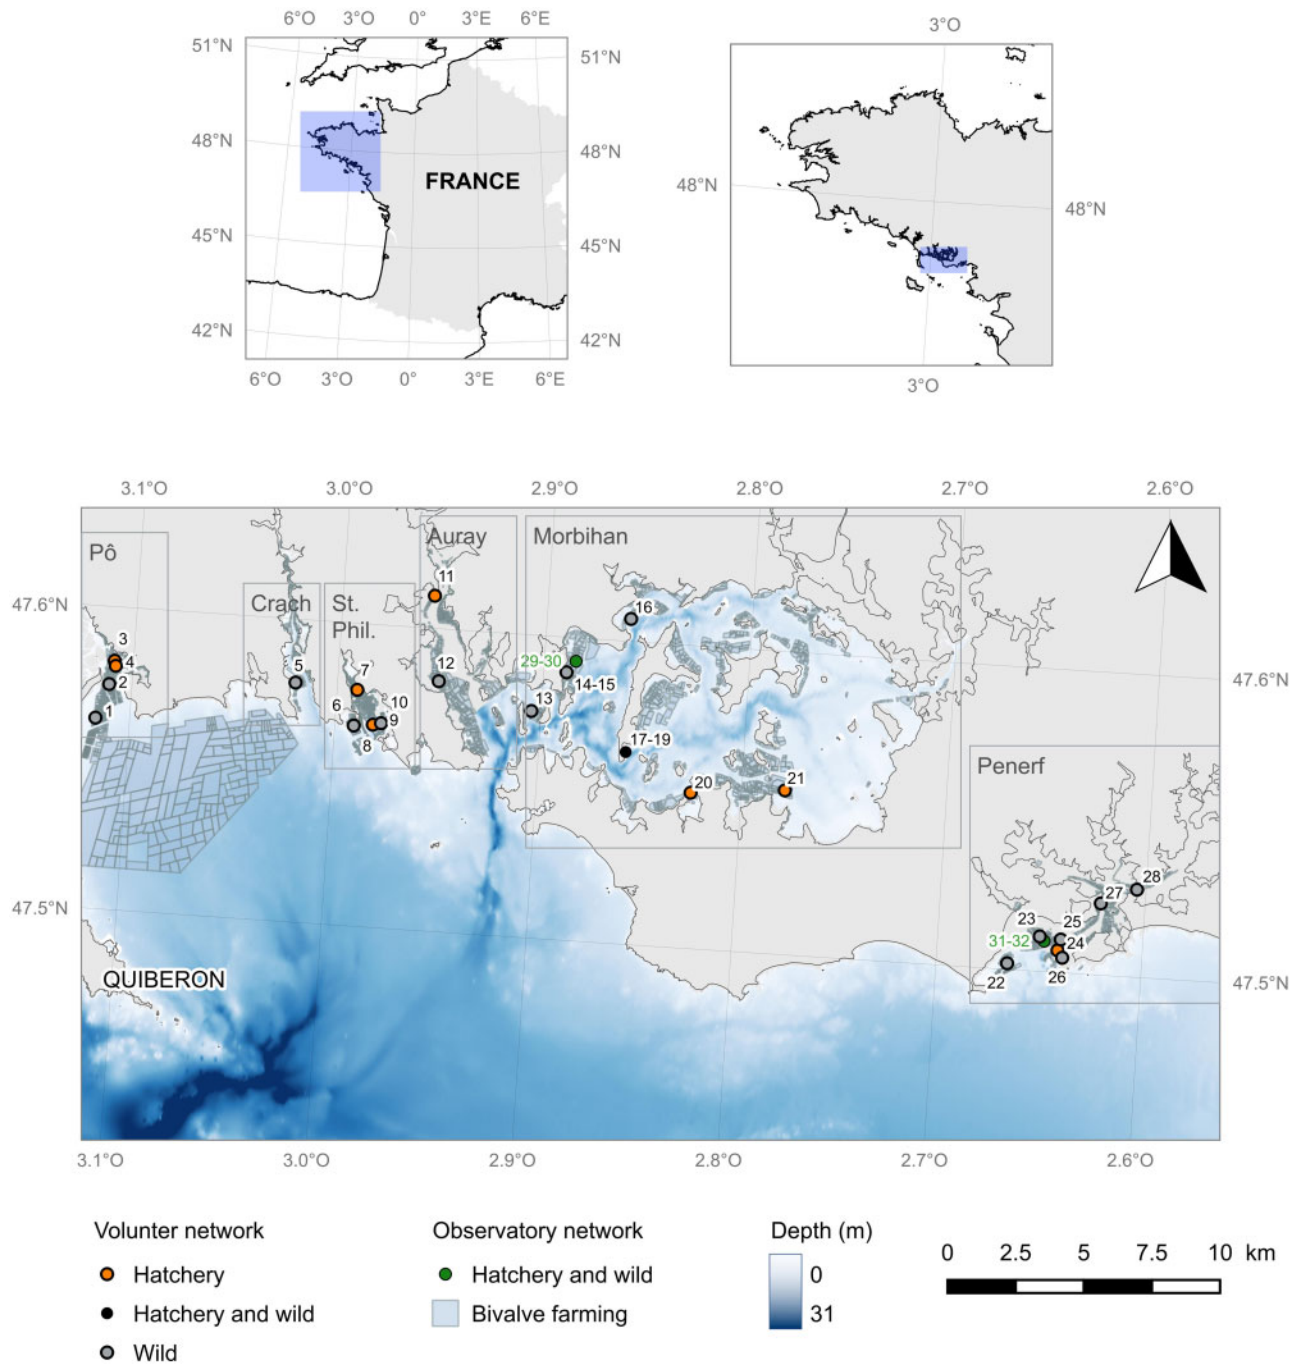 6°O 3°O 0° 3°E 6°E
3°O
51°N
51°N
48°N
48°N
FRANCE
48°N
48°N
45°N
45°N
42°N
42°N
6°O 3°O 0° 3°E 6°E
3°O
3.1°O 3.0°O 2.9°O 2.8°O 2.7°O 2.6°O
Pô
Auray
Morbihan
Crach
St.
Phil.
47.6°N
47.6°N
11
16
3
4
2
1
5
7
6
10
9
8
12
29-30
14-15
13
17-19
20
21
Penerf
28
27
23
25
31-32
24
22
26
47.5°N
47.5°N
QUIBERON
3.1°O 3.0°O 2.9°O 2.8°O 2.7°O 2.6°O
Volunter network
Hatchery
Hatchery and wild
Wild
Observatory network
Hatchery and wild
Bivalve farming
Depth (m)
0
31
0 2.5 5 7.5 10 km